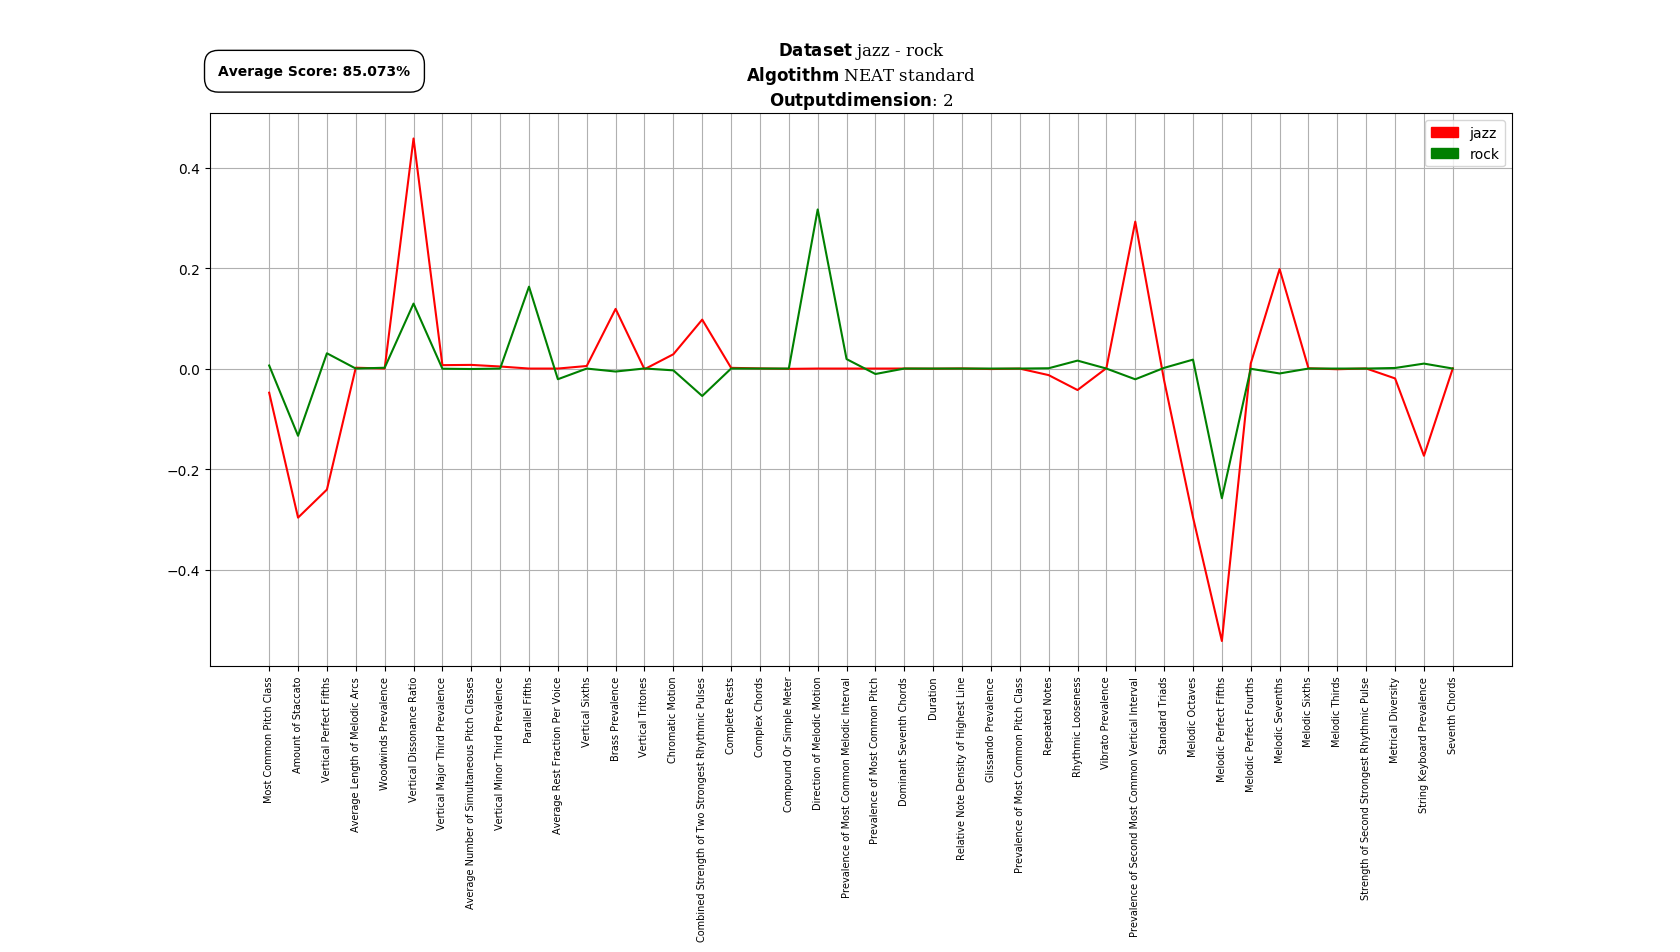 Average Score: 85.073%
Dataset jazz - rock
Algotithm NEAT standard
Outputdimension: 2
jazz
rock
0.4
0.2
0.0
−0.2
−0.4
Most Common Pitch Class
Amount of Staccato
Vertical Perfect Fifths
Average Length of Melodic Arcs
Woodwinds Prevalence
Vertical Dissonance Ratio
Vertical Major Third Prevalence
Average Number of Simultaneous Pitch Classes
Vertical Minor Third Prevalence
Parallel Fifths
Average Rest Fraction Per Voice
Vertical Sixths
Brass Prevalence
Vertical Tritones
Chromatic Motion
Combined Strength of Two Strongest Rhythmic Pulses
Complete Rests
Complex Chords
Compound Or Simple Meter
Direction of Melodic Motion
Prevalence of Most Common Melodic Interval
Prevalence of Most Common Pitch
Dominant Seventh Chords
Duration
Relative Note Density of Highest Line
Glissando Prevalence
Prevalence of Most Common Pitch Class
Repeated Notes
Rhythmic Looseness
Vibrato Prevalence
Prevalence of Second Most Common Vertical Interval
Standard Triads
Melodic Octaves
Melodic Perfect Fifths
Melodic Perfect Fourths
Melodic Sevenths
Melodic Sixths
Melodic Thirds
Strength of Second Strongest Rhythmic Pulse
Metrical Diversity
String Keyboard Prevalence
Seventh Chords